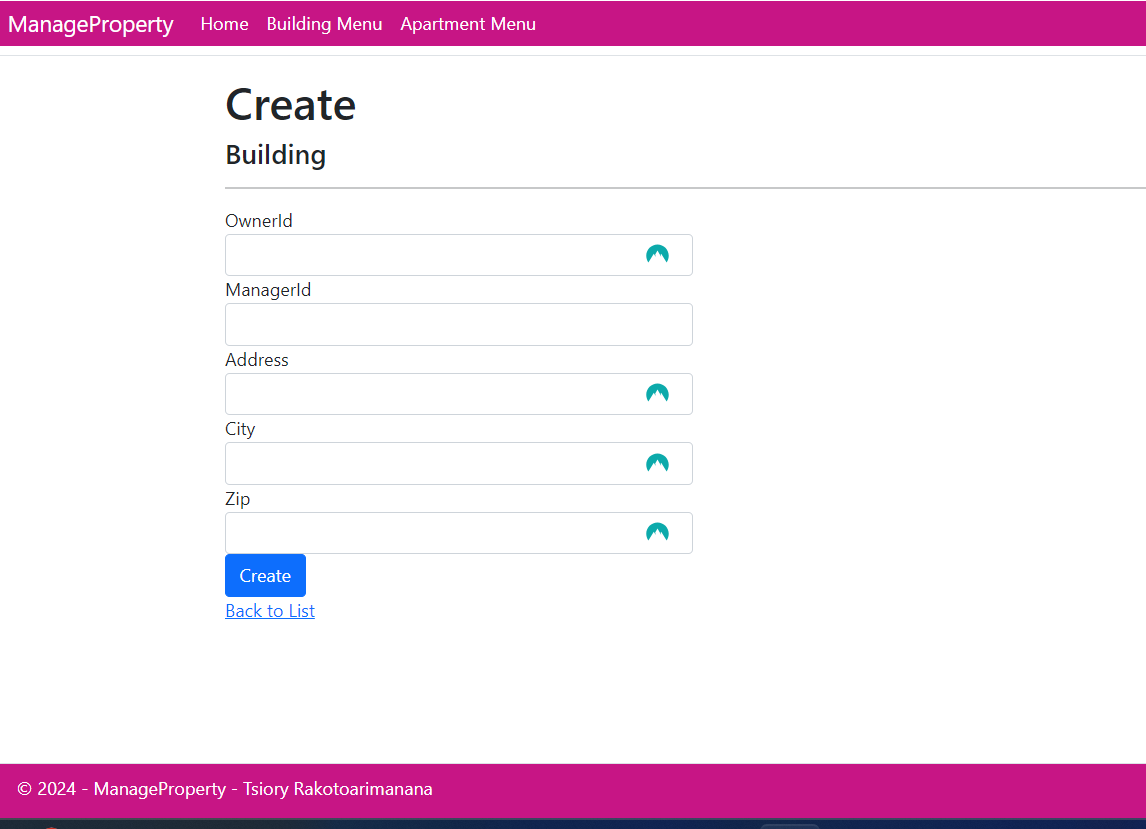 ManageProperty Home Building Menu Apartment Menu
Create
Building
OwnerId
ManagerId
Address
City
Zip
Create
Back to List
© 2024 - ManageProperty - Tsiory Rakotoarimanana